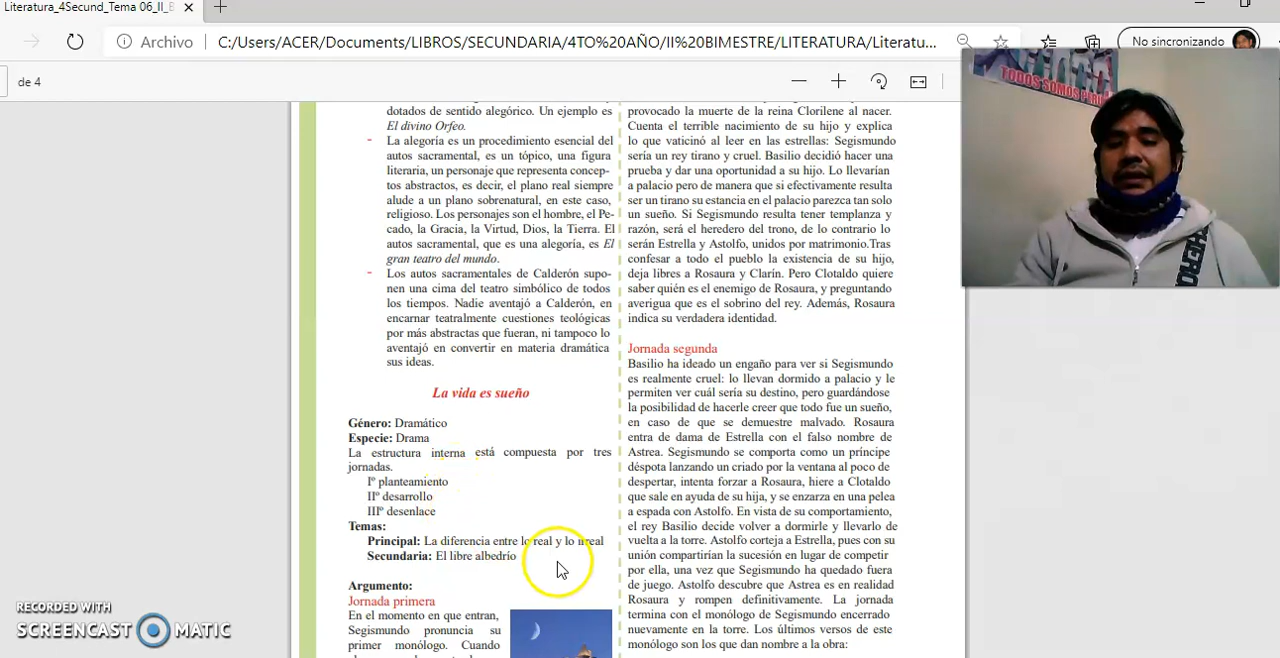 Literatura_4Secund_Tema 06_II_B
Archivo
C:/Users/ACER/Documents/LIBROS/SECUNDARIA/4TO%20AÑO/II%20BIMESTRE/LITERATURA/Literatu...
No sincronizando
de 4
TODOS SOMOS PERÚ
dotados de sentido alegórico. Un ejemplo es
El divino Orfeo.
- La alegoría es un procedimiento esencial del
autos sacramental, es un tópico, una figura
literaria, un personaje que representa concep-
tos abstractos, es decir, el plano real siempre
alude a un plano sobrenatural, en este caso,
religioso. Los personajes son el hombre, el Pe-
cado, la Gracia, la Virtud, Dios, la Tierra. El
autos sacramental, que es una alegoría, es El
gran teatro del mundo.
- Los autos sacramentales de Calderón supo-
nen una cima del teatro simbólico de todos
los tiempos. Nadie aventajó a Calderón, en
encarnar teatralmente cuestiones teológicas
por más abstractas que fueran, ni tampoco lo
aventajó en convertir en materia dramática
sus ideas.
La vida es sueño
Género: Dramático
Especie: Drama
La estructura interna está compuesta por tres
jornadas.
Iº planteamiento
IIº desarrollo
IIIº desenlace
Temas:
Principal: La diferencia entre lo real y lo irreal
Secundaria: El libre albedrío
Argumento:
Jornada primera
En el momento en que entran,
Segismundo pronuncia su
primer monólogo. Cuando
provocado la muerte de la reina Clorilene al nacer.
Cuenta el terrible nacimiento de su hijo y explica
lo que vaticinó al leer en las estrellas: Segismundo
sería un rey tirano y cruel. Basilio decidió hacer una
prueba y dar una oportunidad a su hijo. Lo llevarían
a palacio pero de manera que si efectivamente resulta
ser un tirano su estancia en el palacio parezca tan solo
un sueño. Si Segismundo resulta tener templanza y
razón, será el heredero del trono, de lo contrario lo
serán Estrella y Astolfo, unidos por matrimonio.Tras
confesar a todo el pueblo la existencia de su hijo,
deja libres a Rosaura y Clarín. Pero Clotaldo quiere
saber quién es el enemigo de Rosaura, y preguntando
averigua que es el sobrino del rey. Además, Rosaura
indica su verdadera identidad.
Jornada segunda
Basilio ha ideado un engaño para ver si Segismundo
es realmente cruel: lo llevan dormido a palacio y le
permiten ver cuál sería su destino, pero guardándose
la posibilidad de hacerle creer que todo fue un sueño,
en caso de que se demuestre malvado. Rosaura
entra de dama de Estrella con el falso nombre de
Astrea. Segismundo se comporta como un príncipe
déspota lanzando un criado por la ventana al poco de
despertar, intenta forzar a Rosaura, hiere a Clotaldo
que sale en ayuda de su hija, y se enzarza en una pelea
a espada con Astolfo. En vista de su comportamiento,
el rey Basilio decide volver a dormirle y llevarlo de
vuelta a la torre. Astolfo corteja a Estrella, pues con su
unión compartirían la sucesión en lugar de competir
por ella, una vez que Segismundo ha quedado fuera
de juego. Astolfo descubre que Astrea es en realidad
Rosaura y rompen definitivamente. La jornada
termina con el monólogo de Segismundo encerrado
nuevamente en la torre. Los últimos versos de este
monólogo son los que dan nombre a la obra:
RECORDED WITH
SCREENCAST MATIC